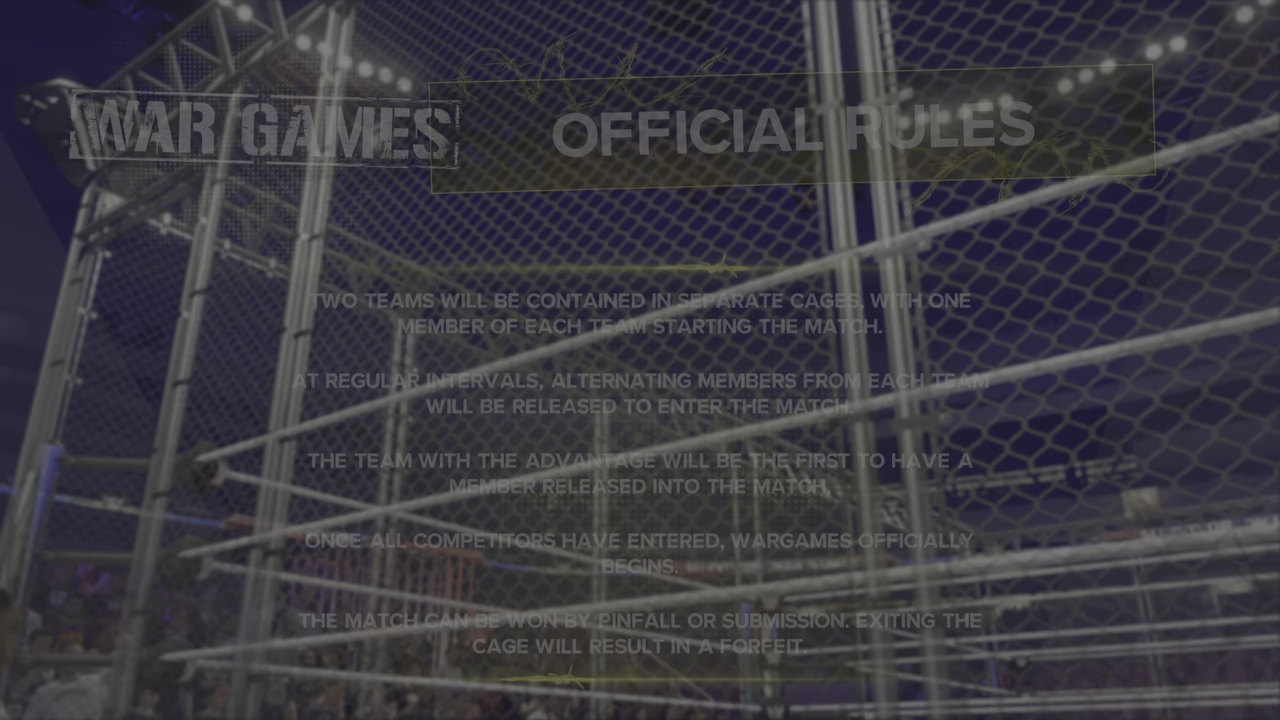 WAR GAMES OFFICIAL RULES
TWO TEAMS WILL BE CONTAINED IN SEPARATE CAGES, WITH ONE
MEMBER OF EACH TEAM STARTING THE MATCH.
AT REGULAR INTERVALS, ALTERNATING MEMBERS FROM EACH TEAM
WILL BE RELEASED TO ENTER THE MATCH.
THE TEAM WITH THE ADVANTAGE WILL BE THE FIRST TO HAVE A
MEMBER RELEASED INTO THE MATCH.
ONCE ALL COMPETITORS HAVE ENTERED, WARGAMES OFFICIALLY
BEGINS.
THE MATCH CAN BE WON BY PINFALL OR SUBMISSION. EXITING THE
CAGE WILL RESULT IN A FORFEIT.